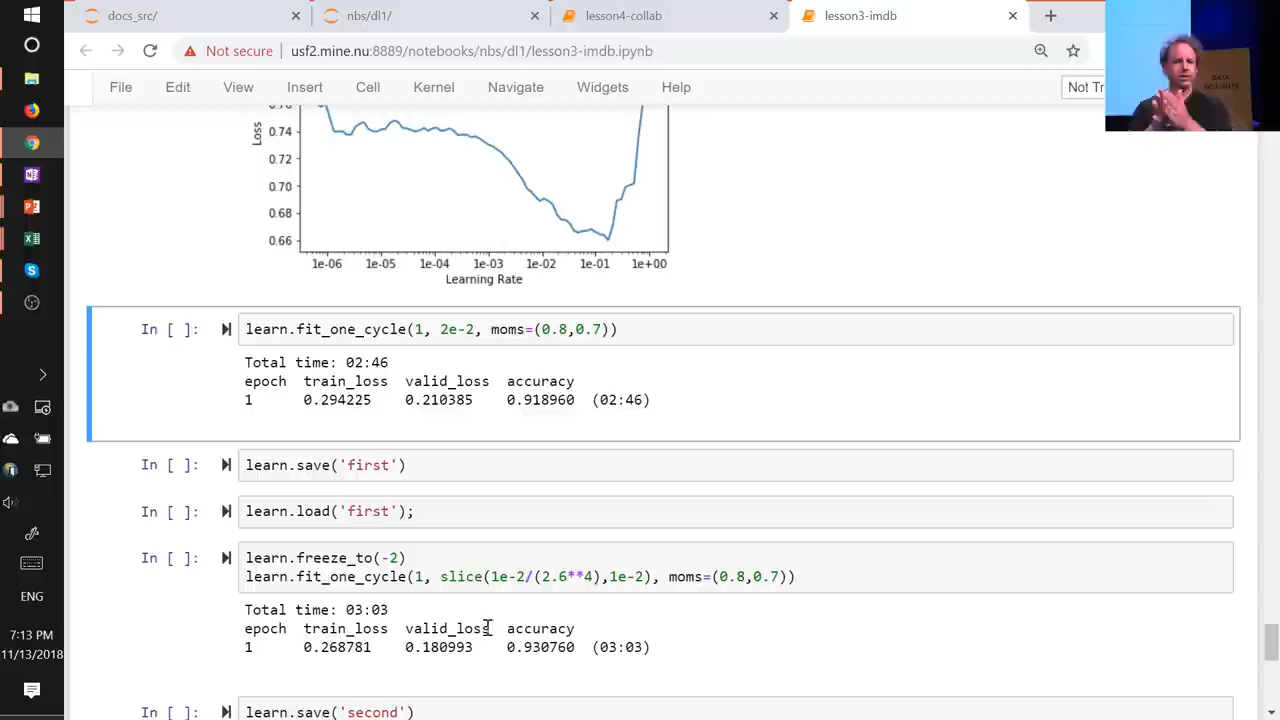 docs_src/
nbs/dl1/
lesson4-collab
lesson3-imdb
Not secure
usf2.mine.nu:8889/notebooks/nbs/dl1/lesson3-imdb.ipynb
File Edit View Insert Cell Kernel Navigate Widgets Help
Not Tr
Loss
0.74
0.72
0.70
0.68
0.66
1e-06 1e-05 1e-04 1e-03 1e-02 1e-01 1e+00
Learning Rate
In [ ]: learn.fit_one_cycle(1, 2e-2, moms=(0.8,0.7))
Total time: 02:46
epoch train_loss valid_loss accuracy
1 0.294225 0.210385 0.918960 (02:46)
In [ ]: learn.save('first')
In [ ]: learn.load('first');
In [ ]: learn.freeze_to(-2)
learn.fit_one_cycle(1, slice(1e-2/(2.6**4),1e-2), moms=(0.8,0.7))
Total time: 03:03
epoch train_loss valid_loss accuracy
1 0.268781 0.180993 0.930760 (03:03)
In [ ]: learn.save('second')
ENG
7:13 PM
11/13/2018
DATA